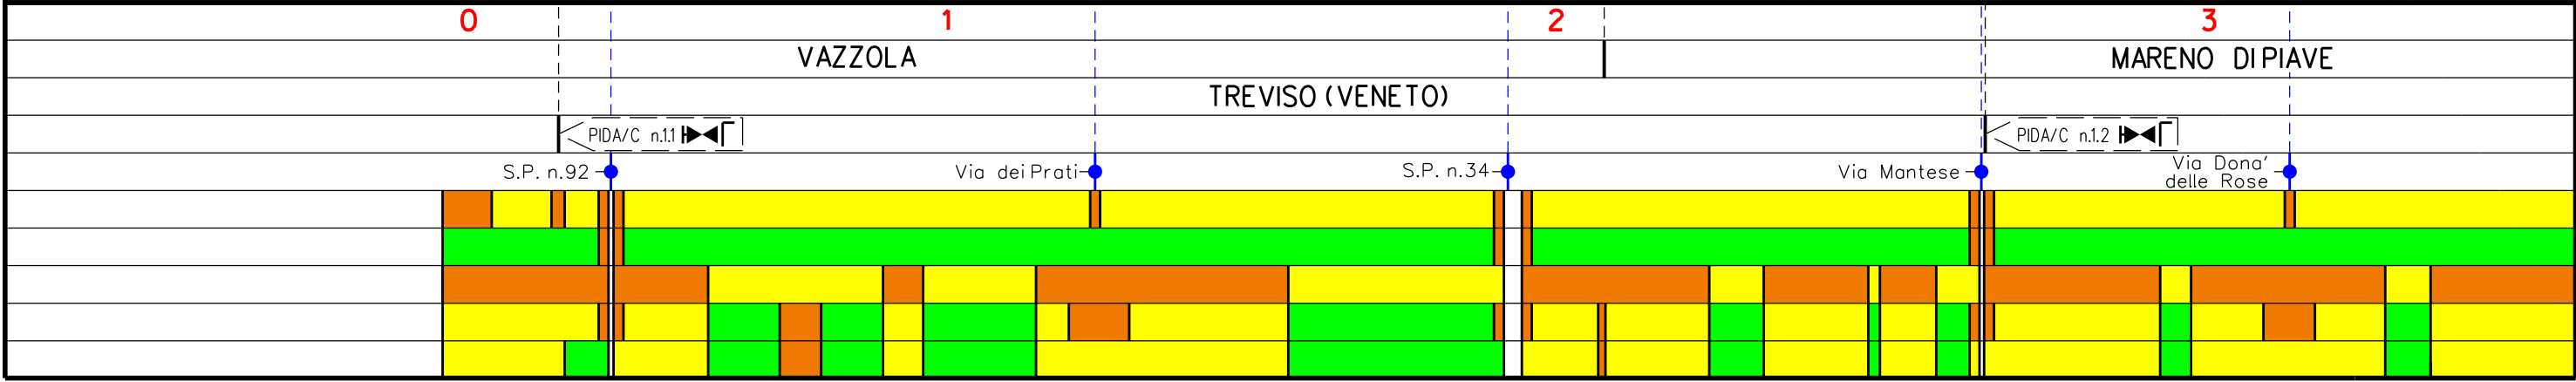 0 1 2 3
VAZZOLA MARENO DI PIAVE
TREVISO (VENETO)
PIDA/C n.1.1 PIDA/C n.1.2
S.P. n.92 Via dei Prati S.P. n.34 Via Mantese Via Dona'
delle Rose